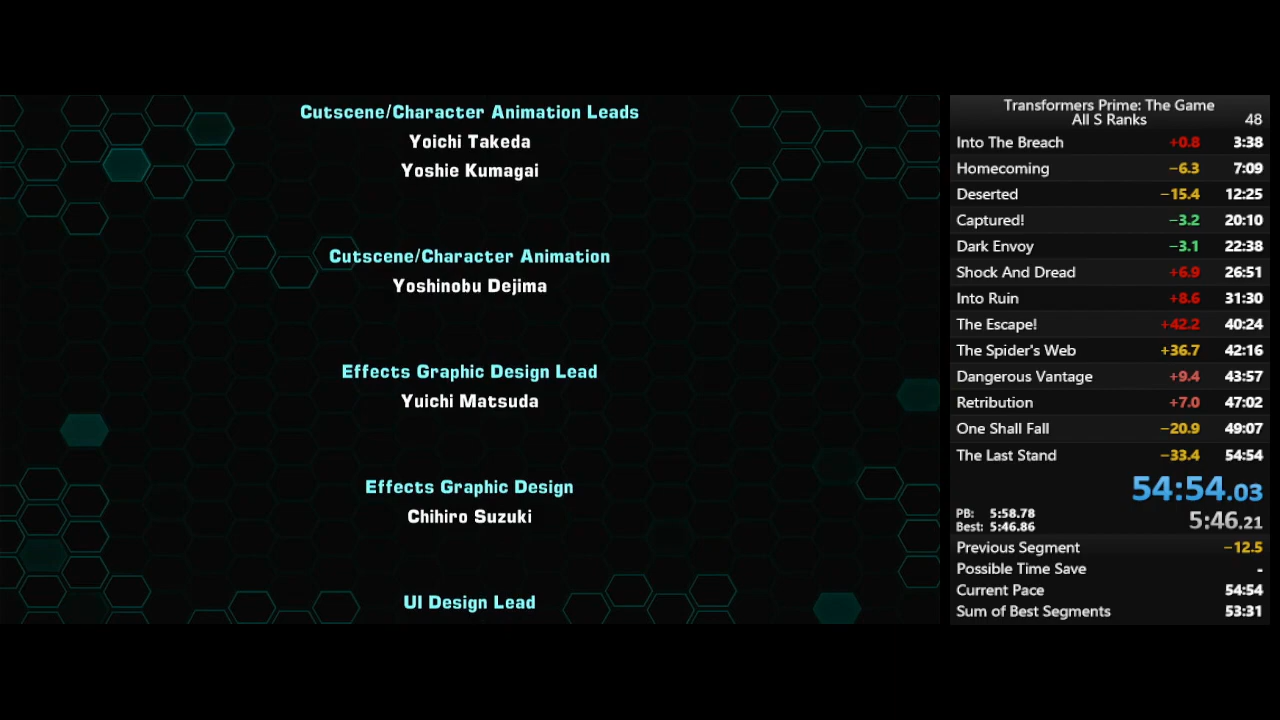 Cutscene/Character Animation Leads
Yoichi Takeda
Yoshie Kumagai
Cutscene/Character Animation
Yoshinobu Dejima
Effects Graphic Design Lead
Yuichi Matsuda
Effects Graphic Design
Chihiro Suzuki
UI Design Lead
Transformers Prime: The Game
All S Ranks 48
Into The Breach +0.8 3:38
Homecoming −6.3 7:09
Deserted −15.4 12:25
Captured! −3.2 20:10
Dark Envoy −3.1 22:38
Shock And Dread +6.9 26:51
Into Ruin +8.6 31:30
The Escape! +42.2 40:24
The Spider's Web +36.7 42:16
Dangerous Vantage +9.4 43:57
Retribution +7.0 47:02
One Shall Fall −20.9 49:07
The Last Stand −33.4 54:54
54:54.03
PB: 5:58.78
Best: 5:46.86
5:46.21
Previous Segment −12.5
Possible Time Save -
Current Pace 54:54
Sum of Best Segments 53:31